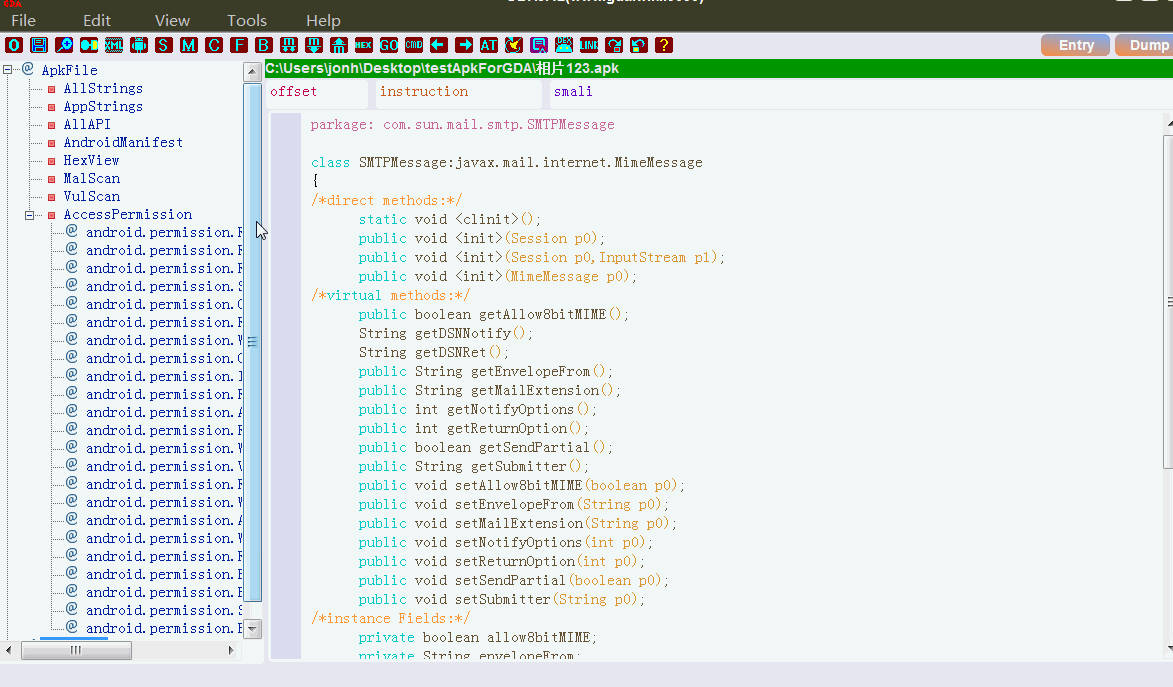 File Edit View Tools Help
O XML S M C F B HEX GO CMD AT DEX LINK ? Entry Dump
ApkFile
AllStrings
AppStrings
AllAPI
AndroidManifest
HexView
MalScan
VulScan
AccessPermission
android.permission.R
android.permission.R
android.permission.R
android.permission.S
android.permission.C
android.permission.R
android.permission.W
android.permission.C
android.permission.I
android.permission.R
android.permission.A
android.permission.R
android.permission.W
android.permission.V
android.permission.R
android.permission.W
android.permission.A
android.permission.W
android.permission.R
android.permission.
android.permission.
android.permission.S
android.permission.
C:\Users\jonh\Desktop\testApkForGDA\相片123.apk
offset instruction smali
parkage: com.sun.mail.smtp.SMTPMessage
class SMTPMessage:javax.mail.internet.MimeMessage
{
/*direct methods:*/
static void <clinit>();
public void <init>(Session p0);
public void <init>(Session p0,InputStream p1);
public void <init>(MimeMessage p0);
/*virtual methods:*/
public boolean getAllow8bitMIME();
String getDSNNotify();
String getDSNRet();
public String getEnvelopeFrom();
public String getMailExtension();
public int getNotifyOptions();
public int getReturnOption();
public boolean getSendPartial();
public String getSubmitter();
public void setAllow8bitMIME(boolean p0);
public void setEnvelopeFrom(String p0);
public void setMailExtension(String p0);
public void setNotifyOptions(int p0);
public void setReturnOption(int p0);
public void setSendPartial(boolean p0);
public void setSubmitter(String p0);
/*instance Fields:*/
private boolean allow8bitMIME;
private String envelopeFrom;